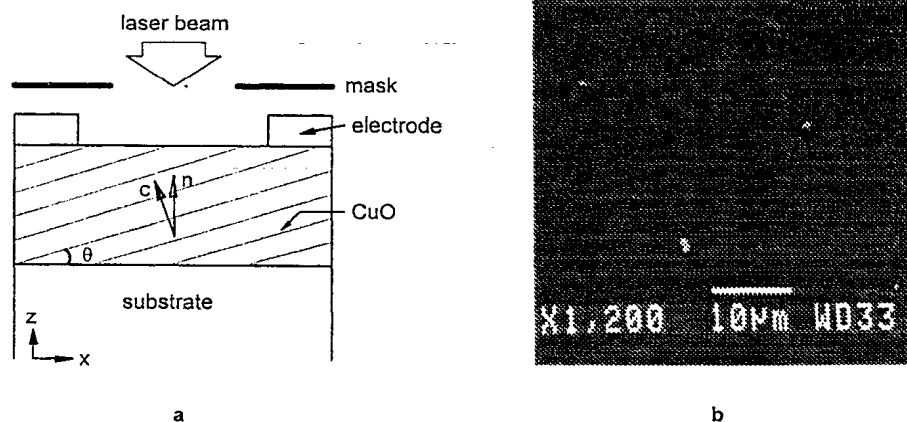 laser beam
mask
electrode
c n
CuO
θ
substrate
z
x
X1,200 10µm WD33
a b